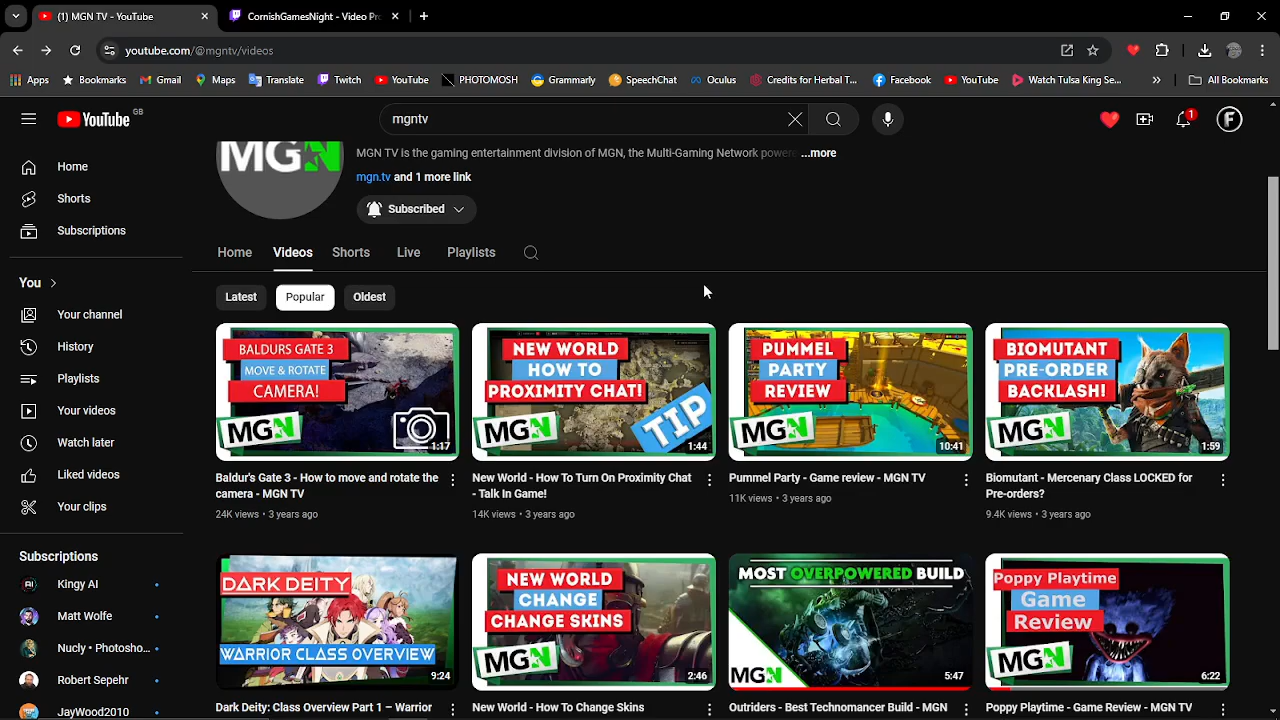 (1) MGN TV - YouTube
CornishGamesNight - Video Pro
youtube.com/@mgntv/videos
Apps
Bookmarks
Gmail
Maps
Translate
Twitch
YouTube
PHOTOMOSH
Grammarly
SpeechChat
Oculus
Credits for Herbal T...
Facebook
YouTube
Watch Tulsa King Se...
All Bookmarks
YouTube GB
mgntv
1
F
MGN
MGN TV is the gaming entertainment division of MGN, the Multi-Gaming Network powere ...more
mgn.tv and 1 more link
Subscribed
Home
Videos
Shorts
Live
Playlists
Latest
Popular
Oldest
Home
Shorts
Subscriptions
You
Your channel
History
Playlists
Your videos
Watch later
Liked videos
Your clips
Subscriptions
Kingy AI
Matt Wolfe
Nucly • Photosho...
Robert Sepehr
JayWood2010
BALDURS GATE 3
MOVE & ROTATE
CAMERA!
MGN
1:17
Baldur's Gate 3 - How to move and rotate the
camera - MGN TV
24K views • 3 years ago
NEW WORLD
HOW TO
PROXIMITY CHAT!
MGN
TIP
1:44
New World - How To Turn On Proximity Chat
- Talk In Game!
14K views • 3 years ago
PUMMEL
PARTY
REVIEW
MGN
10:41
Pummel Party - Game review - MGN TV
11K views • 3 years ago
BIOMUTANT
PRE-ORDER
BACKLASH!
MGN
1:59
Biomutant - Mercenary Class LOCKED for
Pre-orders?
9.4K views • 3 years ago
DARK DEITY
WARRIOR CLASS OVERVIEW
9:24
Dark Deity: Class Overview Part 1 – Warrior
NEW WORLD
CHANGE
CHANGE SKINS
MGN
2:46
New World - How To Change Skins
MOST OVERPOWERED BUILD
MGN
5:47
Outriders - Best Technomancer Build - MGN
Poppy Playtime
Game
Review
MGN
6:22
Poppy Playtime - Game Review - MGN TV